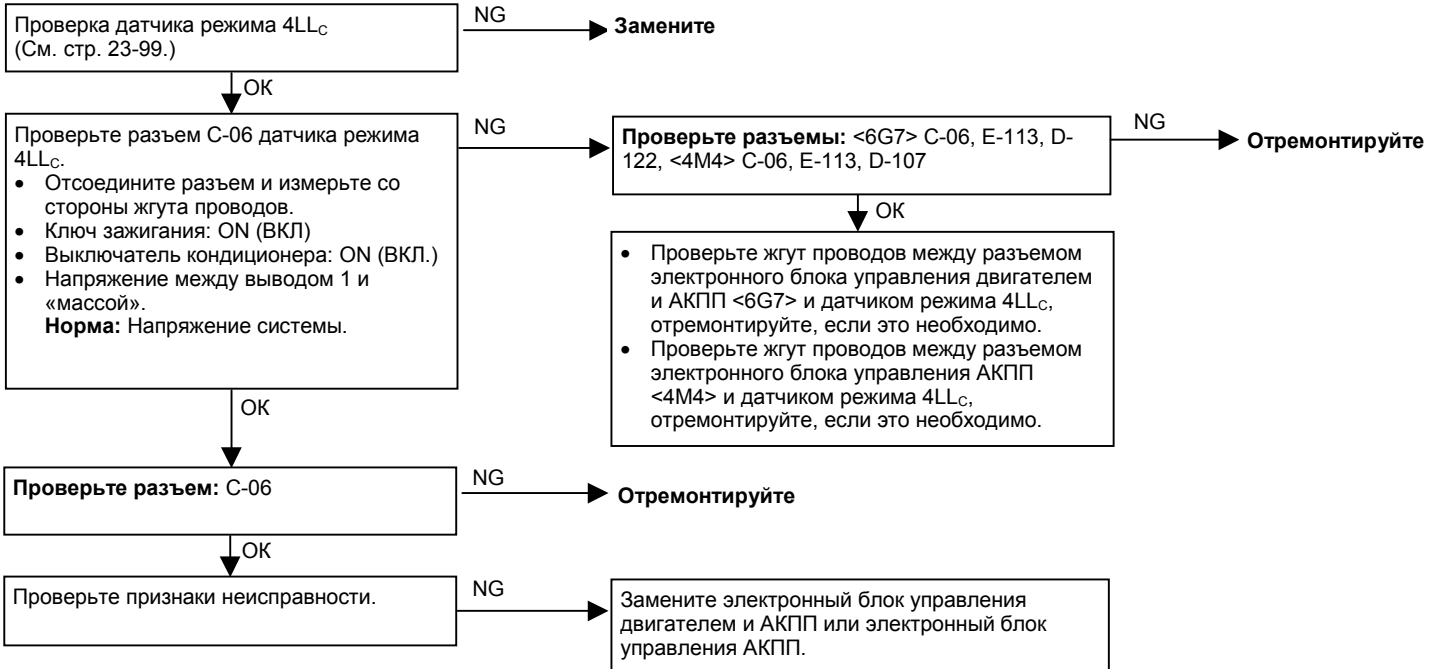 Проверка датчика режима 4LLC
(См. стр. 23-99.)
NG
Замените
OK
Проверьте разъем C-06 датчика режима
4LLC.
• Отсоедините разъем и измерьте со
стороны жгута проводов.
• Ключ зажигания: ON (ВКЛ)
• Выключатель кондиционера: ON (ВКЛ.)
• Напряжение между выводом 1 и
«массой».
Норма: Напряжение системы.
NG
Проверьте разъемы: <6G7> C-06, E-113, D-
122, <4M4> C-06, E-113, D-107
NG
Отремонтируйте
OK
• Проверьте жгут проводов между разъемом
электронного блока управления двигателем
и АКПП <6G7> и датчиком режима 4LLC,
отремонтируйте, если это необходимо.
• Проверьте жгут проводов между разъемом
электронного блока управления АКПП
<4M4> и датчиком режима 4LLC,
отремонтируйте, если это необходимо.
OK
Проверьте разъем: C-06
NG
Отремонтируйте
OK
Проверьте признаки неисправности.
NG
Замените электронный блок управления
двигателем и АКПП или электронный блок
управления АКПП.